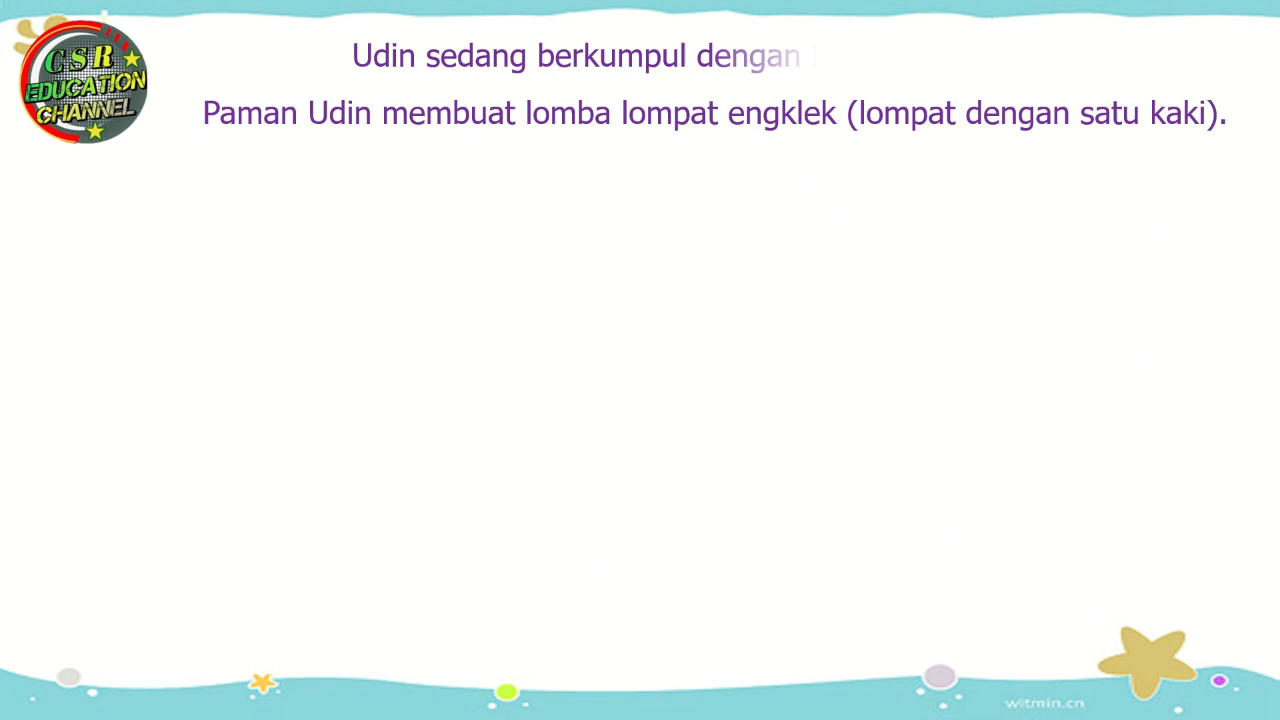 Udin sedang berkumpul dengan
Paman Udin membuat lomba lompat engklek (lompat dengan satu kaki).
CSR
EDUCATION
CHANNEL
witmin.cn